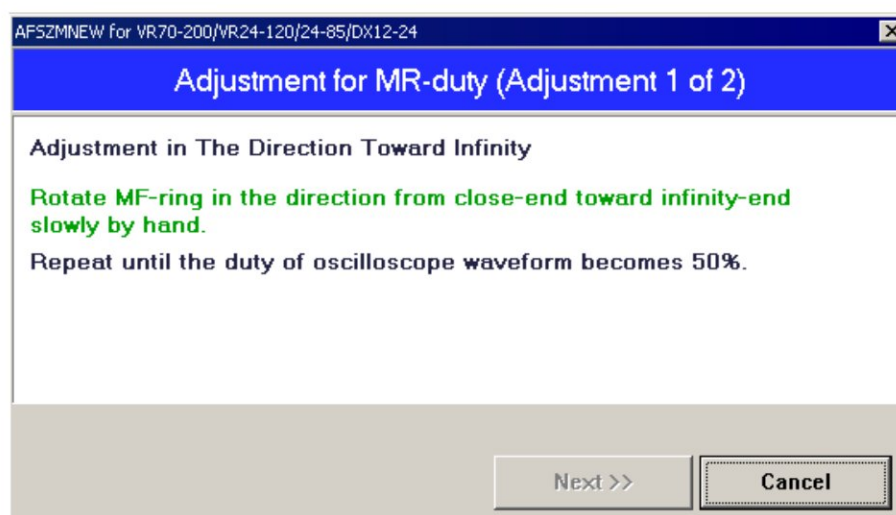 AFSZMNEW for VR70-200/VR24-120/24-85/DX12-24
Adjustment for MR-duty (Adjustment 1 of 2)
Adjustment in The Direction Toward Infinity
Rotate MF-ring in the direction from close-end toward infinity-end
slowly by hand.
Repeat until the duty of oscilloscope waveform becomes 50%.
Next >>
Cancel